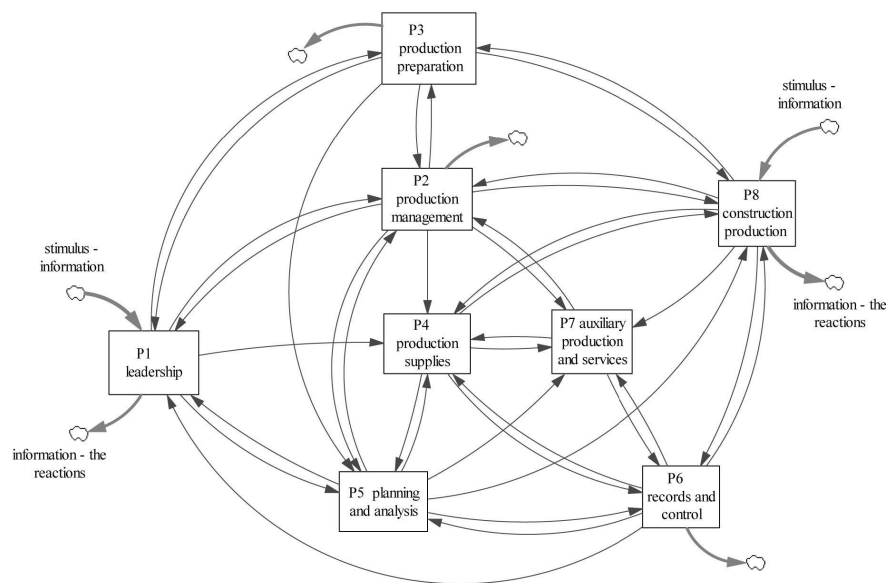 P3
production
preparation
stimulus -
information
P2
production
management
P8
construction
production
stimulus -
information
information - the
reactions
P4
production
supplies
P7 auxiliary
production
and services
P1
leadership
information - the
reactions
P5 planning
and analysis
P6
records and
control